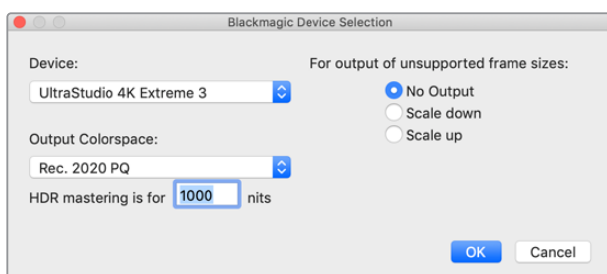 Blackmagic Device Selection
Device:
UltraStudio 4K Extreme 3
Output Colorspace:
Rec. 2020 PQ
HDR mastering is for 1000 nits
For output of unsupported frame sizes:
No Output
Scale down
Scale up
OK Cancel